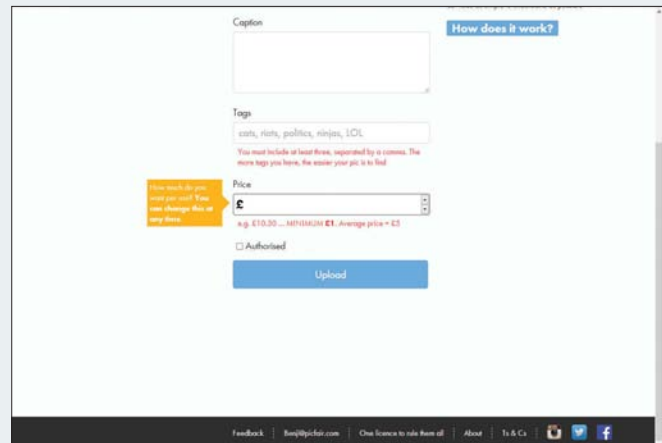 Caption
How does it work?
Tags
cats, riots, politics, ninjas, LOL
You must include at least three, separated by a comma. The
more tags you have, the easier your pic is to find
How much do you
want per use? You
can change this at
any time
Price
£
e.g. £10.50 ... MINIMUM £1. Average price = £5
Authorised
Upload
Feedback
Benji@picfair.com
One licence to rule them all
About
Ts & Cs